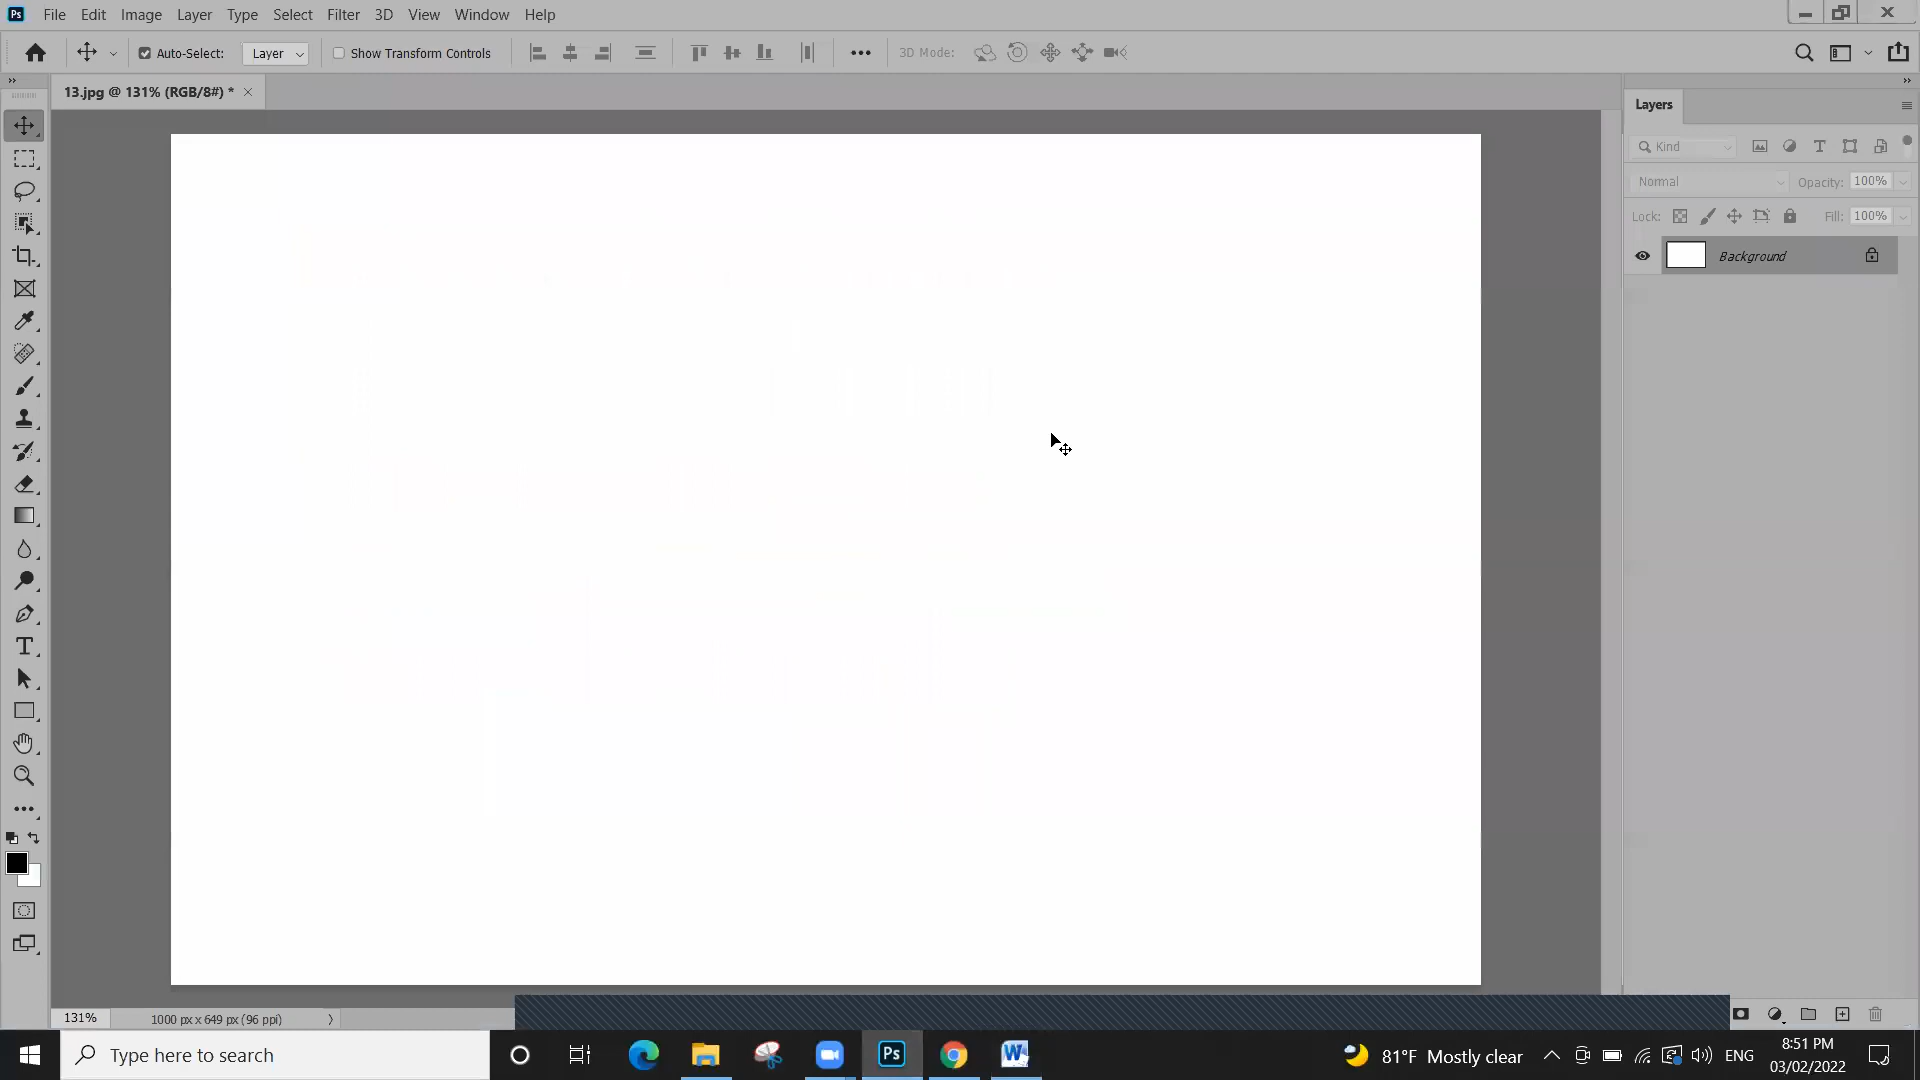 Ps File Edit Image Layer Type Select Filter 3D View Window Help
Auto-Select: Layer Show Transform Controls 3D Mode:
13.jpg @ 131% (RGB/8#) *
Layers
Kind
Normal Opacity: 100%
Lock: Fill: 100%
Background
131% 1000 px x 649 px (96 ppi)
Type here to search
Ps
W
81°F Mostly clear
ENG
8:51 PM
03/02/2022